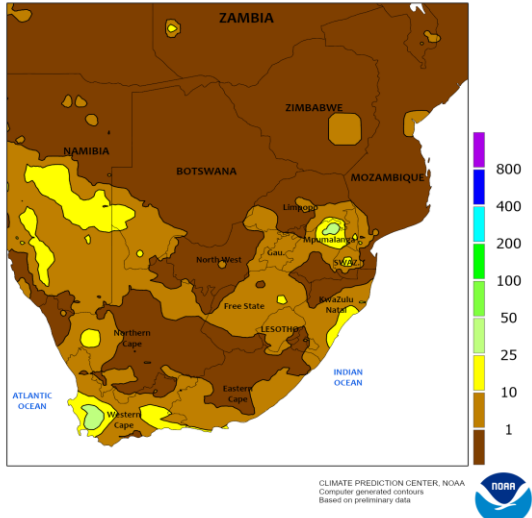 ZAMBIA
ZIMBABWE
NAMIBIA
BOTSWANA
MOZAMBIQUE
Limpop
Mpumalanga
Gau.
North West
SWAZ.
Free State
KwaZulu
Natal
LESOTHO
Northern
Cape
Eastern
Cape
Western
Cape
INDIAN
OCEAN
ATLANTIC
OCEAN
800
400
200
100
50
25
10
1
CLIMATE PREDICTION CENTER, NOAA
Computer generated contours
Based on preliminary data
NOAA